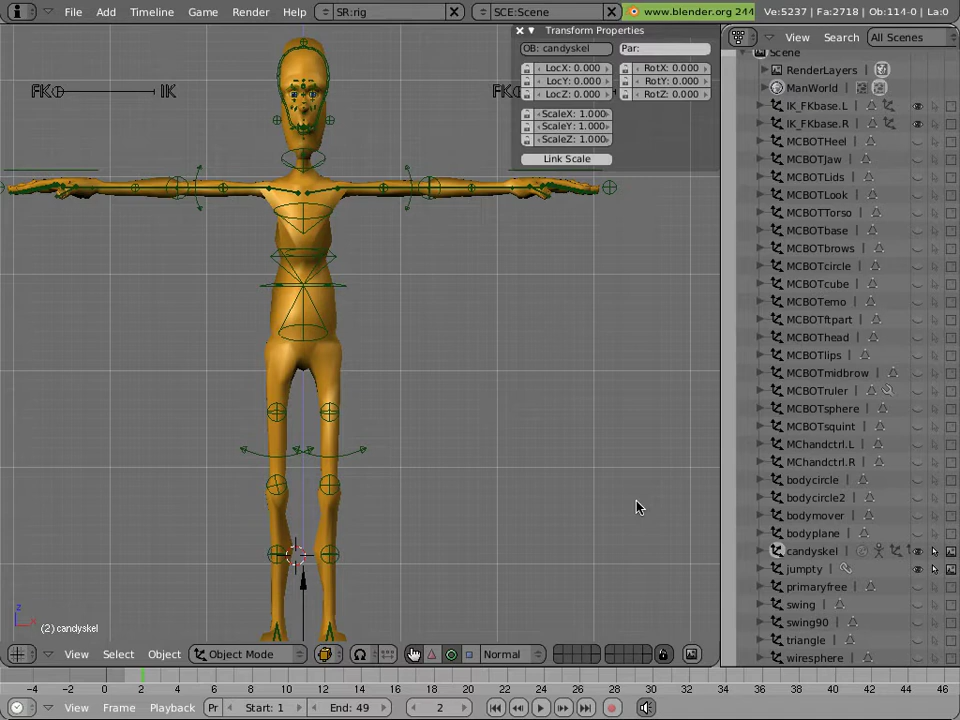 File Add Timeline Game Render Help SR:rig SCE:Scene www.blender.org 244 Ve:5237 | Fa:2718 | Ob:114-0 | La:0
Transform Properties
OB: candyskel Par:
LocX: 0.000 RotX: 0.000
LocY: 0.000 RotY: 0.000
LocZ: 0.000 RotZ: 0.000
ScaleX: 1.000
ScaleY: 1.000
ScaleZ: 1.000
Link Scale
FK IK
FK
z
x
(2) candyskel
View Search All Scenes
Scene
RenderLayers
ManWorld
IK_FKbase.L
IK_FKbase.R
MCBOTHeel
MCBOTJaw
MCBOTLids
MCBOTLook
MCBOTTorso
MCBOTbase
MCBOTbrows
MCBOTcircle
MCBOTcube
MCBOTemo
MCBOTftpart
MCBOThead
MCBOTlips
MCBOTmidbrow
MCBOTruler
MCBOTsphere
MCBOTsquint
MChandctrl.L
MChandctrl.R
bodycircle
bodycircle2
bodymover
bodyplane
candyskel
jumpty
primaryfree
swing
swing90
triangle
wiresphere
View Select Object Object Mode Normal
-4 -2 0 2 4 6 8 10 12 14 16 18 20 22 24 26 28 30 32 34 36 38 40 42 44 46
View Frame Playback Pr Start: 1 End: 49 2